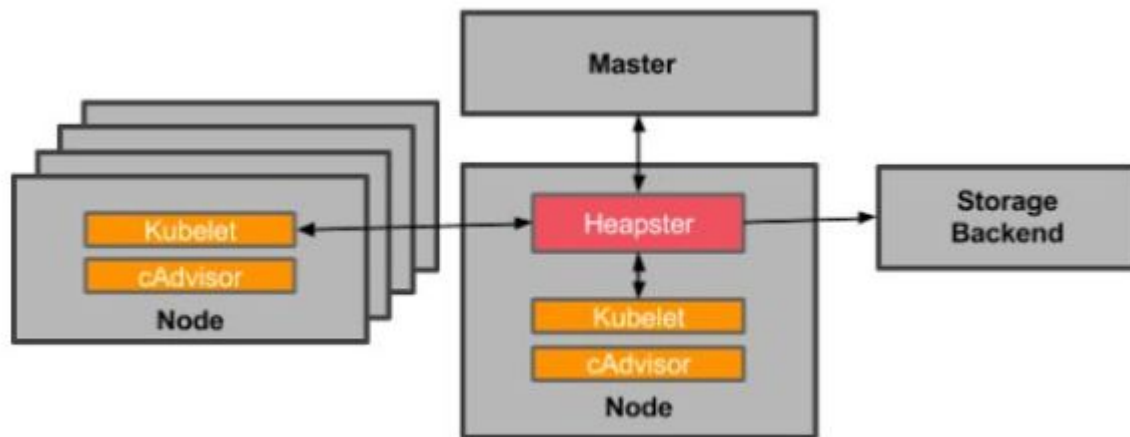 Master
Kubelet
cAdvisor
Node
Heapster
Kubelet
cAdvisor
Node
Storage
Backend